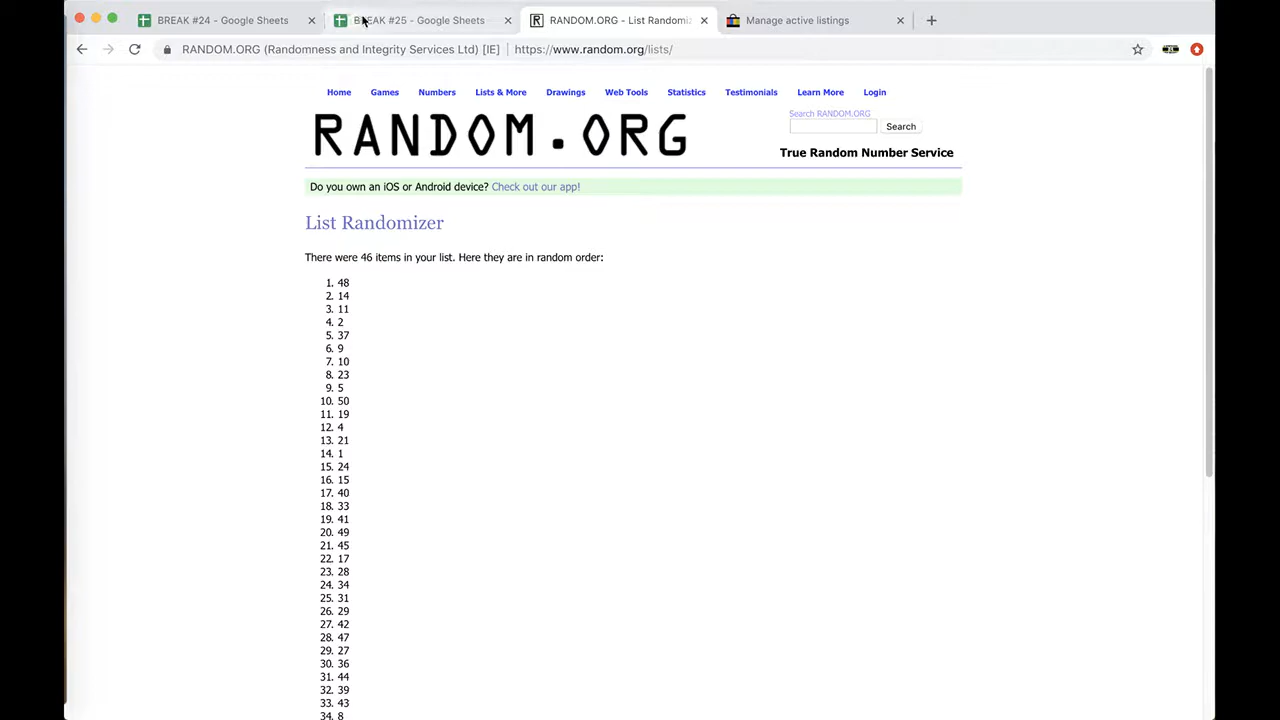 BREAK #24 - Google Sheets
BREAK #25 - Google Sheets
RANDOM.ORG - List Randomiz
Manage active listings
RANDOM.ORG (Randomness and Integrity Services Ltd) [IE] https://www.random.org/lists/
Home Games Numbers Lists & More Drawings Web Tools Statistics Testimonials Learn More Login
RANDOM.ORG
Search RANDOM.ORG
Search
True Random Number Service
Do you own an iOS or Android device? Check out our app!
List Randomizer
There were 46 items in your list. Here they are in random order:
1. 48
2. 14
3. 11
4. 2
5. 37
6. 9
7. 10
8. 23
9. 5
10. 50
11. 19
12. 4
13. 21
14. 1
15. 24
16. 15
17. 40
18. 33
19. 41
20. 49
21. 45
22. 17
23. 28
24. 34
25. 31
26. 29
27. 42
28. 47
29. 27
30. 36
31. 44
32. 39
33. 43
34. 8